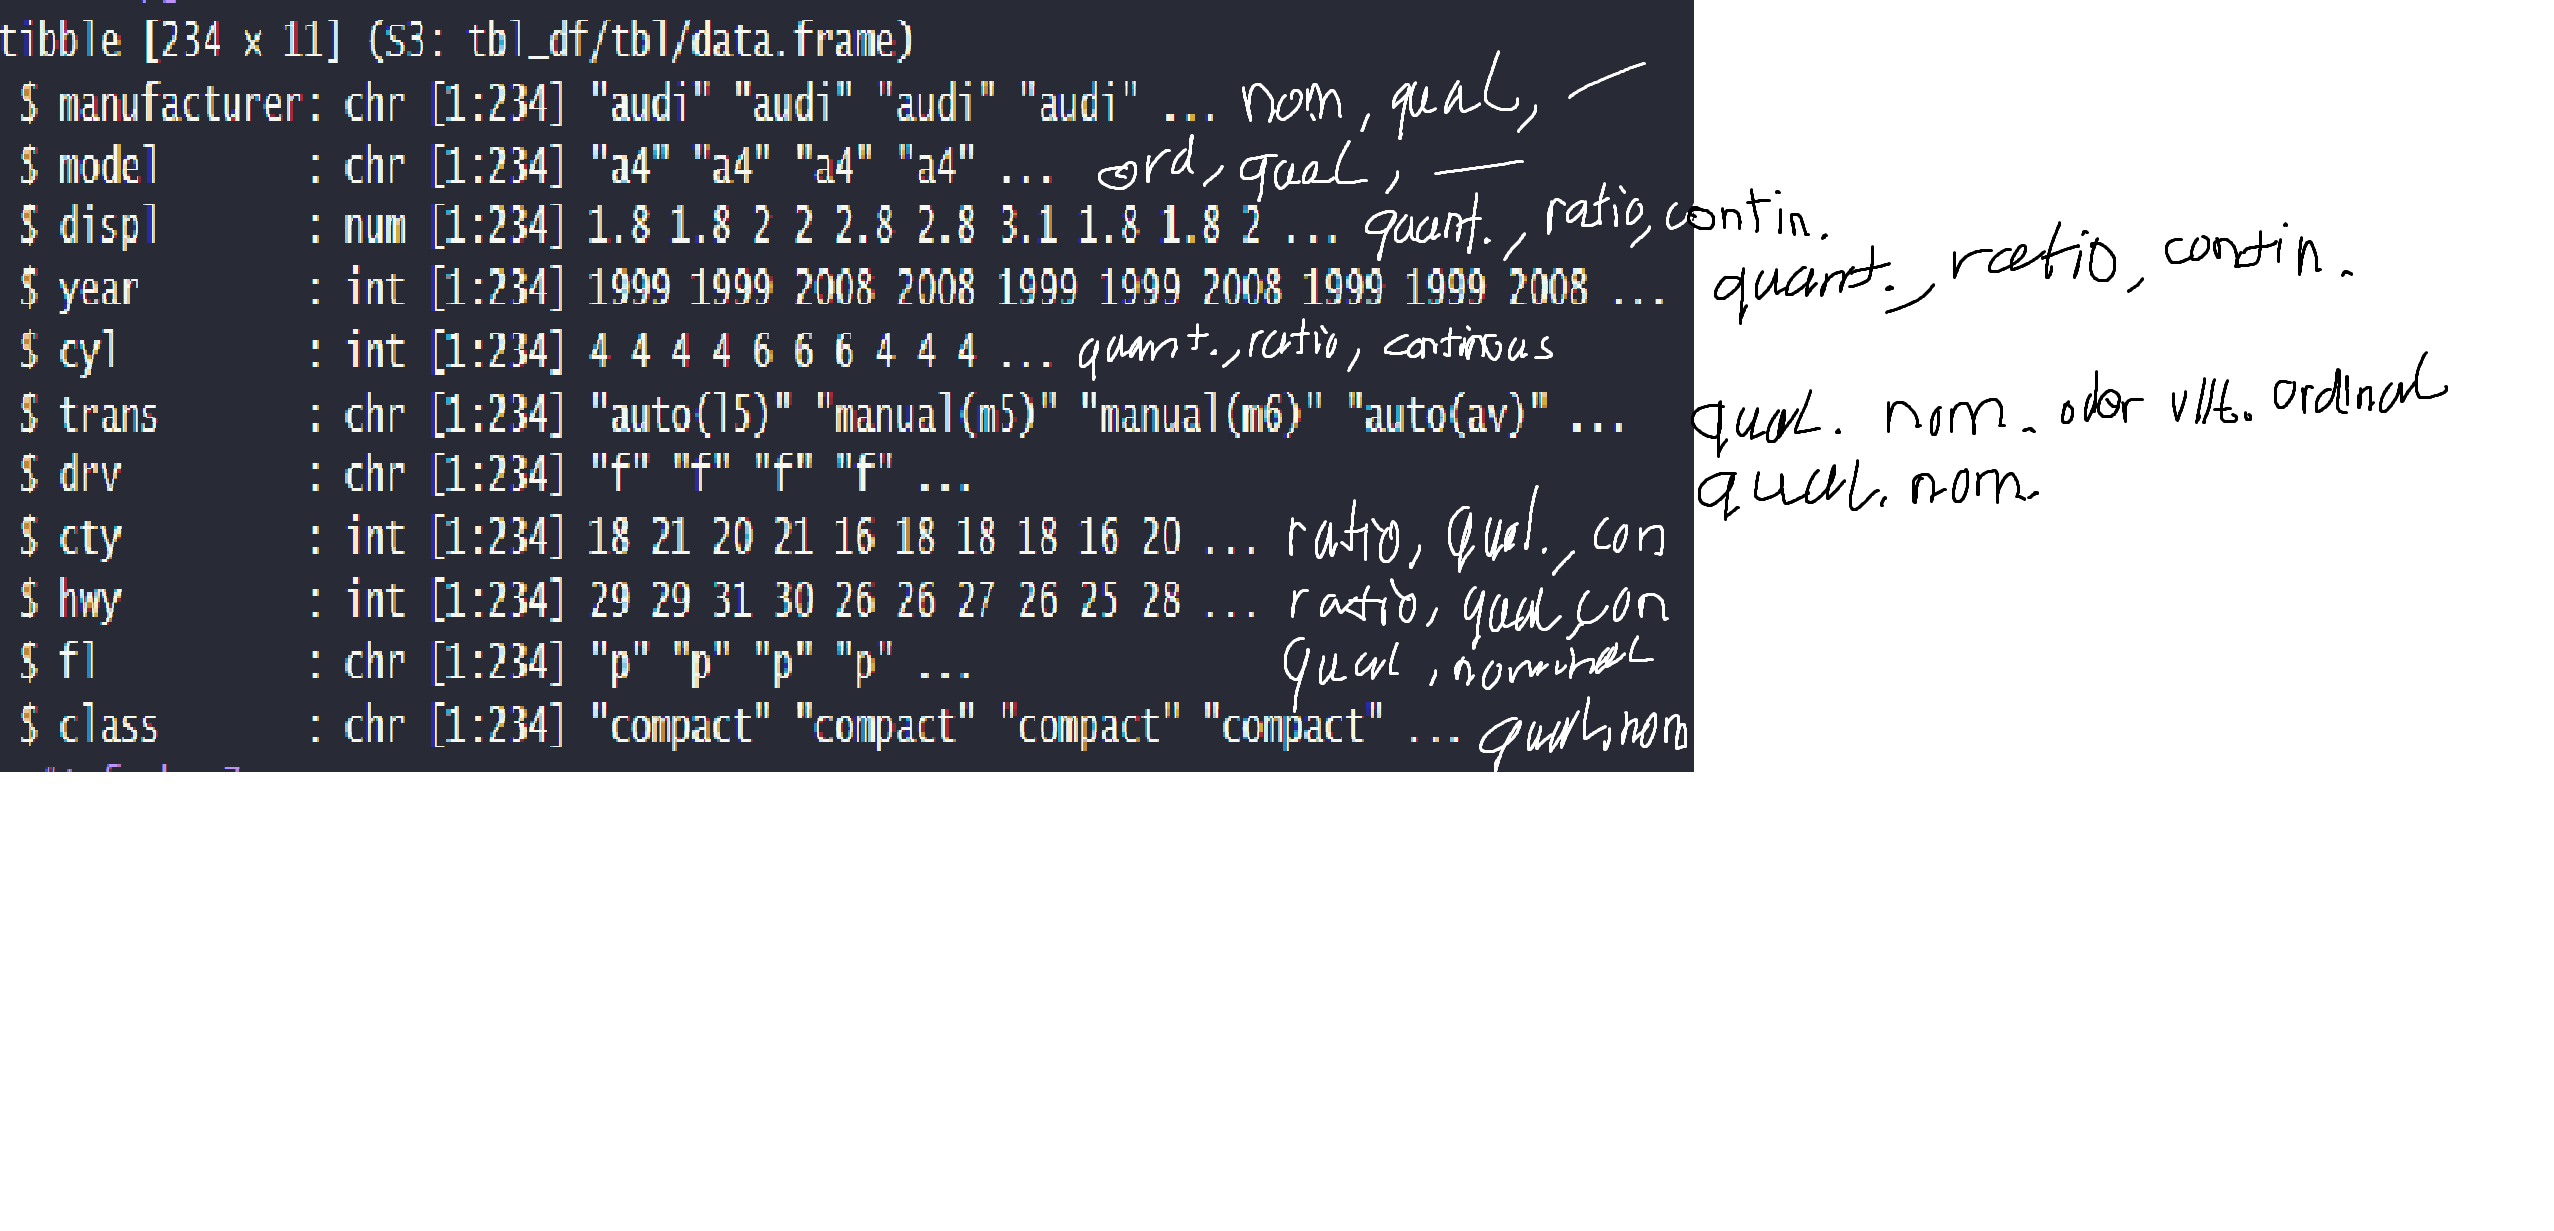 tibble [234 × 11] (S3: tbl_df/tbl/data.frame)
$ manufacturer: chr [1:234] "audi" "audi" "audi" "audi" ... nom, qual, —
$ model : chr [1:234] "a4" "a4" "a4" "a4" ... ord, qual, —
$ displ : num [1:234] 1.8 1.8 2 2 2.8 2.8 3.1 1.8 1.8 2 ... quant., ratio, contin.
$ year : int [1:234] 1999 1999 2008 2008 1999 1999 2008 1999 1999 2008 ... quant., ratio, contin.
$ cyl : int [1:234] 4 4 4 4 6 6 6 4 4 4 ... quant., ratio, continous
$ trans : chr [1:234] "auto(l5)" "manual(m5)" "manual(m6)" "auto(av)" ... qual. nom. oder vllt. ordinal
$ drv : chr [1:234] "f" "f" "f" "f" ... qual. nom.
$ cty : int [1:234] 18 21 20 21 16 18 18 18 16 20 ... ratio, qual., con
$ hwy : int [1:234] 29 29 31 30 26 26 27 26 25 28 ... ratio, qual, con
$ fl : chr [1:234] "p" "p" "p" "p" ... qual, nominal
$ class : chr [1:234] "compact" "compact" "compact" "compact" ... qual, nom